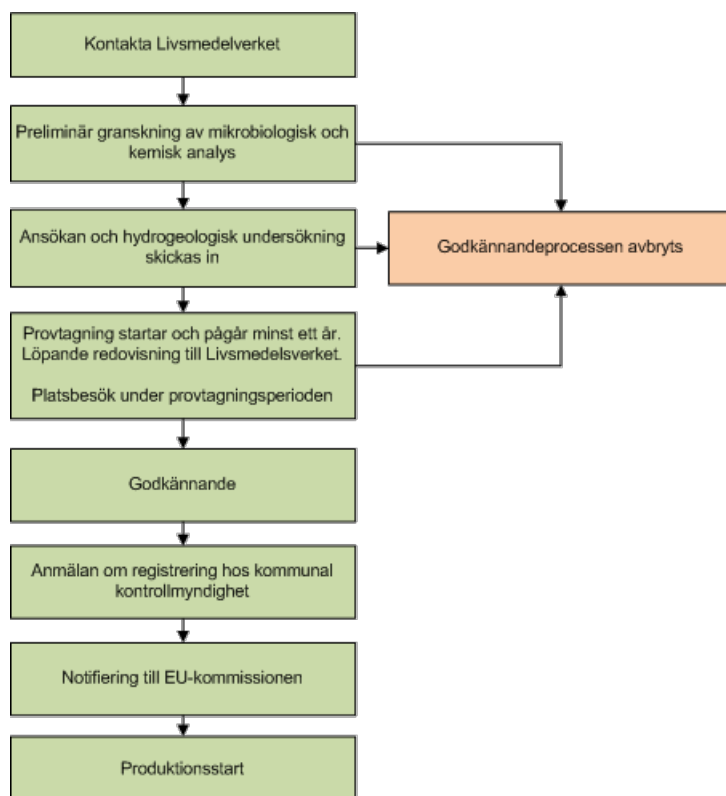 Kontakta Livsmedelverket
Preliminär granskning av mikrobiologisk och
kemisk analys
Ansökan och hydrogeologisk undersökning
skickas in
Godkännandeprocessen avbryts
Provtagning startar och pågår minst ett år.
Löpande redovisning till Livsmedelsverket.
Platsbesök under provtagningsperioden
Godkännande
Anmälan om registrering hos kommunal
kontrollmyndighet
Notifiering till EU-kommissionen
Produktionsstart